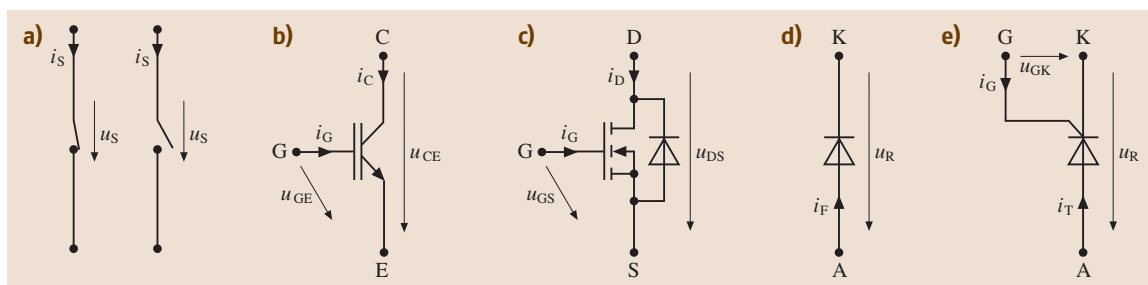 a)
i_S
u_S
i_S
u_S
b)
C
i_C
i_G
G
u_GE
u_CE
E
c)
D
i_D
i_G
G
u_GS
u_DS
S
d)
K
u_R
i_F
A
e)
G
K
u_GK
i_G
u_R
i_T
A